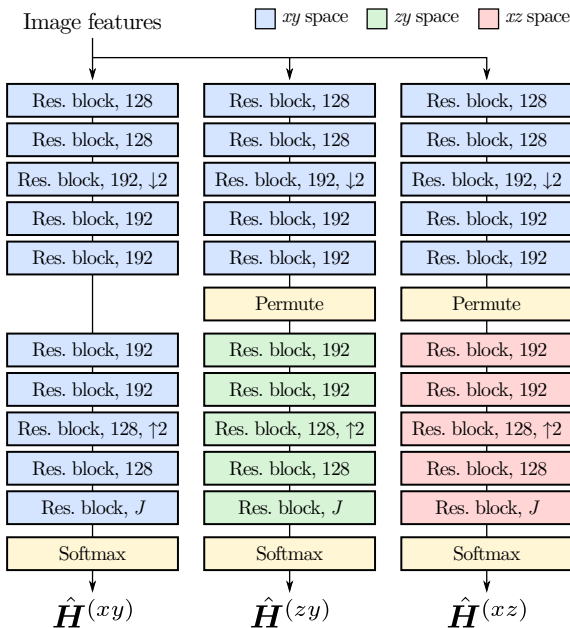 Image features
xy space
zy space
xz space
Res. block, 128
Res. block, 128
Res. block, 128
Res. block, 128
Res. block, 128
Res. block, 128
Res. block, 192, ↓2
Res. block, 192, ↓2
Res. block, 192, ↓2
Res. block, 192
Res. block, 192
Res. block, 192
Res. block, 192
Res. block, 192
Res. block, 192
Permute
Permute
Res. block, 192
Res. block, 192
Res. block, 192
Res. block, 192
Res. block, 192
Res. block, 192
Res. block, 128, ↑2
Res. block, 128, ↑2
Res. block, 128, ↑2
Res. block, 128
Res. block, 128
Res. block, 128
Res. block, J
Res. block, J
Res. block, J
Softmax
Softmax
Softmax
Ĥ(xy)
Ĥ(zy)
Ĥ(xz)